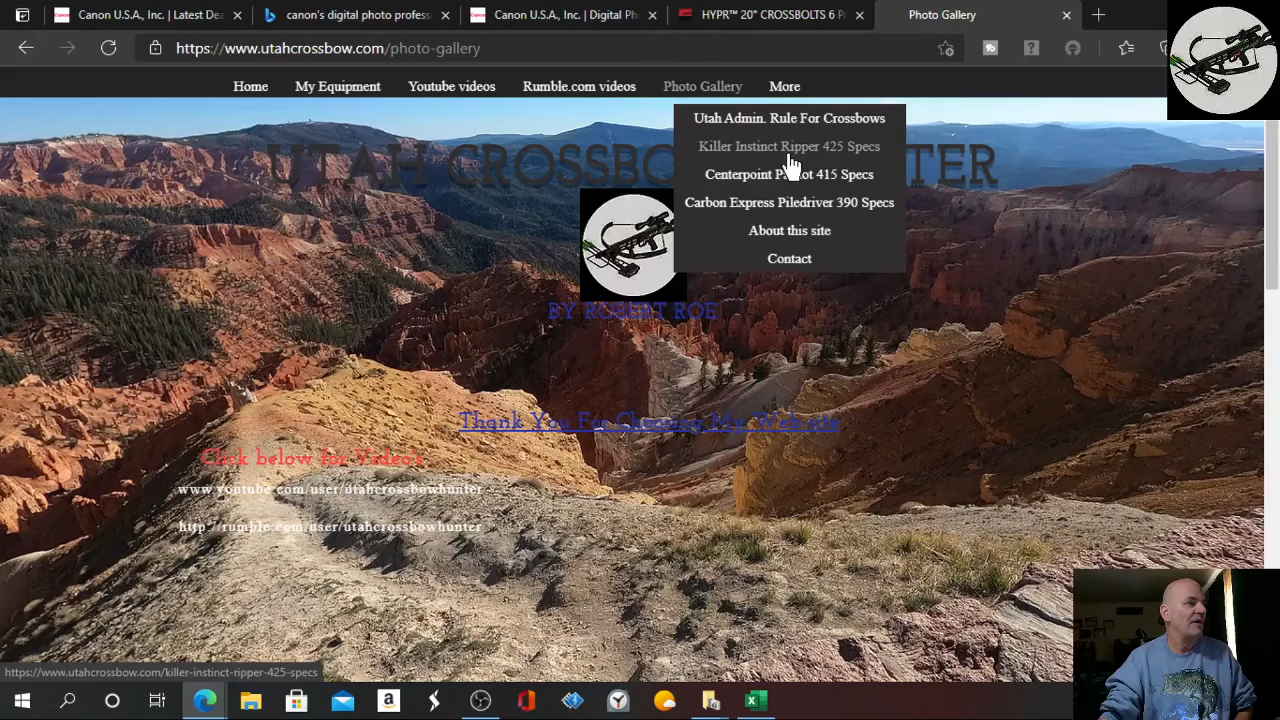 Canon U.S.A., Inc. | Latest Dea
canon's digital photo profess
Canon U.S.A., Inc. | Digital Ph
HYPR™ 20" CROSSBOLTS 6 P
Photo Gallery
https://www.utahcrossbow.com/photo-gallery
Home My Equipment Youtube videos Rumble.com videos Photo Gallery More
Utah Admin. Rule For Crossbows
Killer Instinct Ripper 425 Specs
Centerpoint 415 Specs
Carbon Express Piledriver 390 Specs
About this site
Contact
UTAH
BY ROBERT ROE
Thank You For Choosing My Website
Click below for Video's
www.youtube.com/user/utahcrossbowhunter
http://rumble.com/user/utahcrossbowhunter
https://www.utahcrossbow.com/killer-instinct-ripper-425-specs